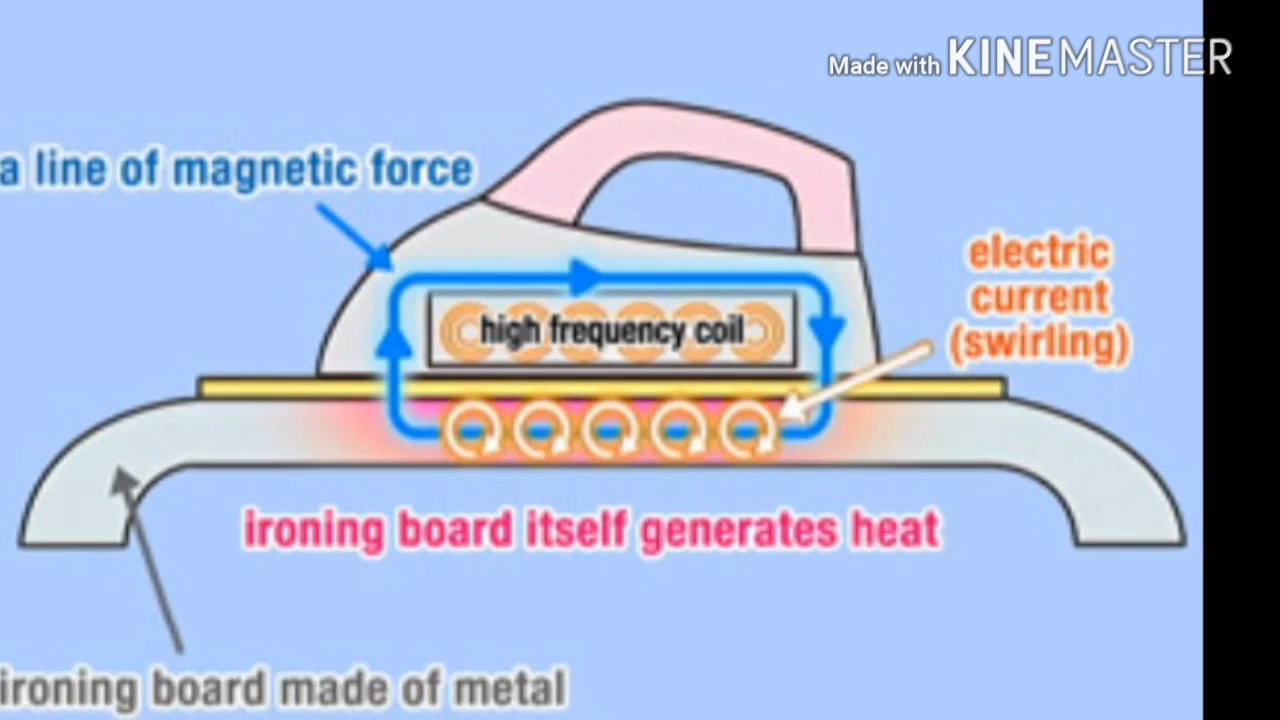 Made with KINEMASTER
a line of magnetic force
electric
current
(swirling)
high frequency coil
ironing board itself generates heat
ironing board made of metal